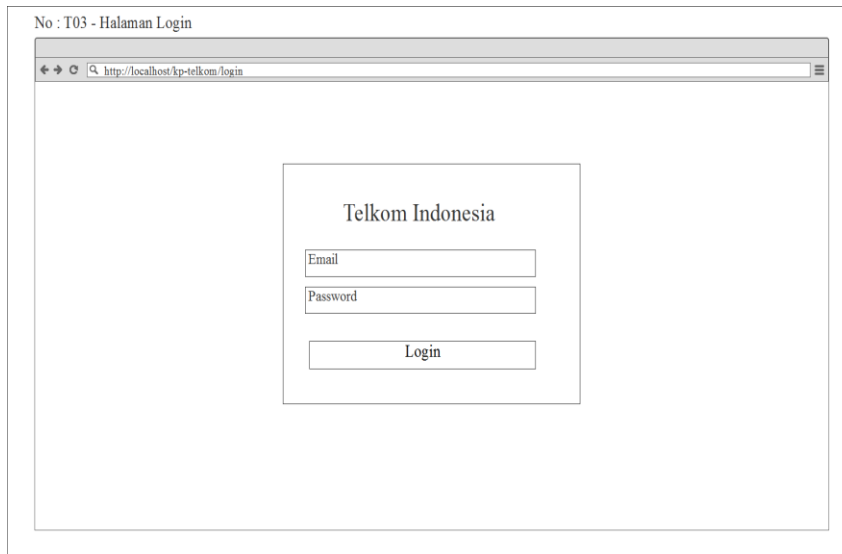 No : T03 - Halaman Login
http://localhost/kp-telkom/login
Telkom Indonesia
Email
Password
Login